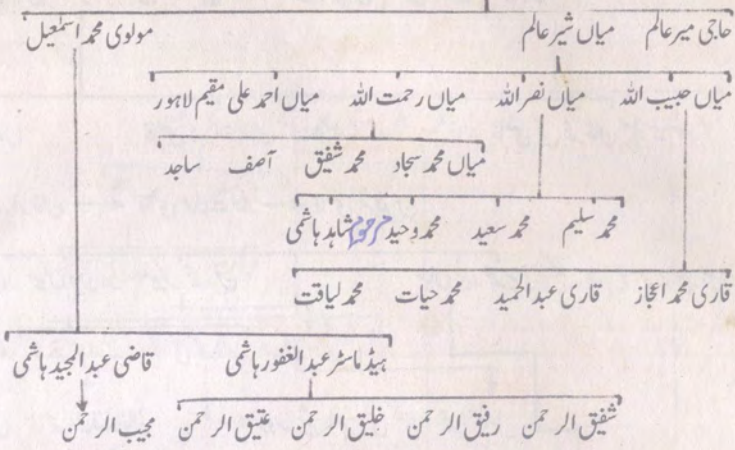 حاجی میر عالم میاں شیر عالم مولوی محمد اسمٰعیل
میاں حبیب اللہ میاں نصر اللہ میاں رحمت اللہ میاں احمد علی مقیم لاہور
میاں محمد سجاد محمد شفیق آصف ساجد
محمد سلیم محمد سعید محمد وحید مرحوم شاہد ہاشمی
قاری محمد اعجاز قاری عبدالحمید محمد حیات محمد لیاقت
ہیڈ ماسٹر عبدالغفور ہاشمی قاضی عبدالمجید ہاشمی
شفیق الرحمن رفیق الرحمن خلیق الرحمن عتیق الرحمن مجیب الرحمن